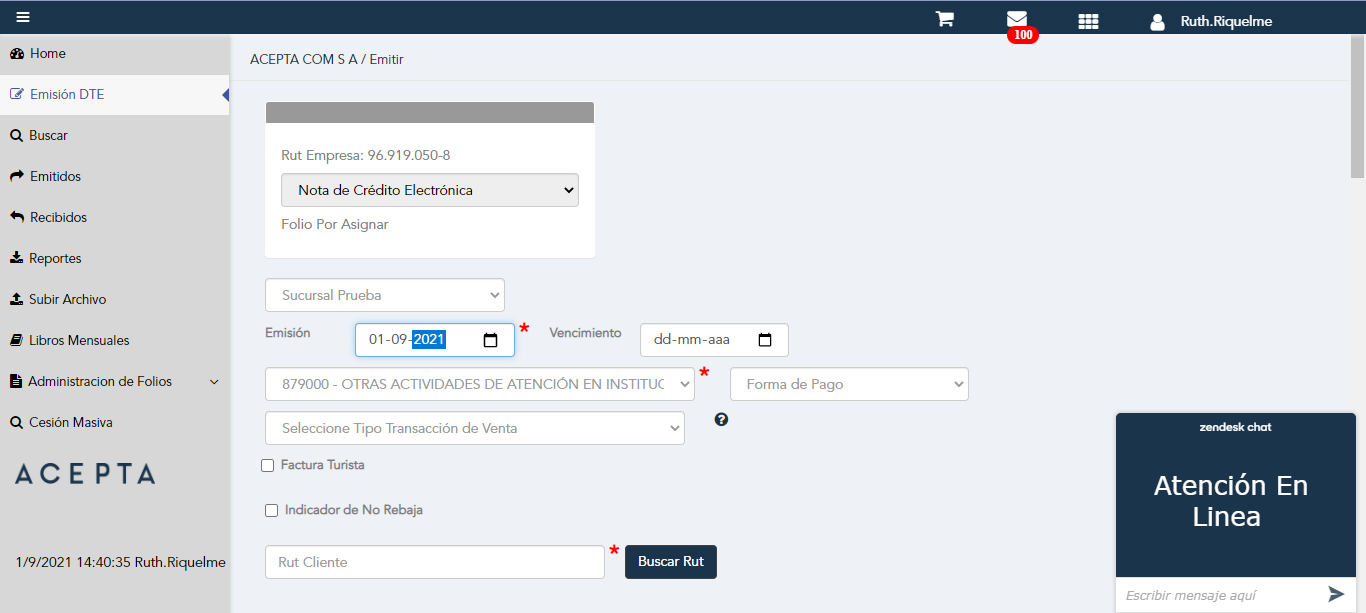 100
Ruth.Riquelme
Home
Emisión DTE
Buscar
Emitidos
Recibidos
Reportes
Subir Archivo
Libros Mensuales
Administracion de Folios
Cesión Masiva
ACEPTA
1/9/2021 14:40:35 Ruth.Riquelme
ACEPTA COM S A / Emitir
Rut Empresa: 96.919.050-8
Nota de Crédito Electrónica
Folio Por Asignar
Sucursal Prueba
Emisión 01-09-2021 * Vencimiento dd-mm-aaa
879000 - OTRAS ACTIVIDADES DE ATENCIÓN EN INSTITUC * Forma de Pago
Seleccione Tipo Transacción de Venta ?
Factura Turista
Indicador de No Rebaja
Rut Cliente * Buscar Rut
zendesk chat
Atención En
Linea
Escribir mensaje aquí